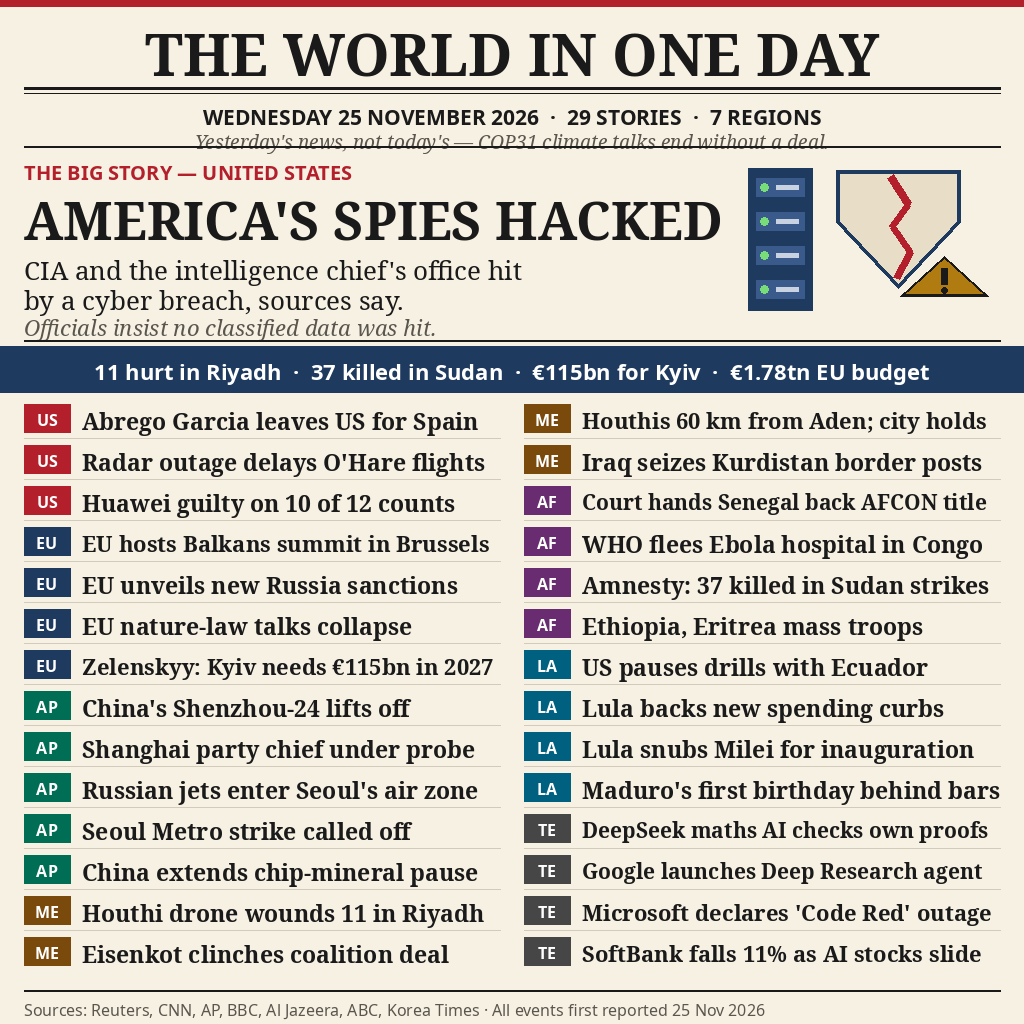 THE WORLD IN ONE DAY
WEDNESDAY 25 NOVEMBER 2026 · 29 STORIES · 7 REGIONS
Yesterday's news, not today's — COP31 climate talks end without a deal
THE BIG STORY — UNITED STATES
AMERICA'S SPIES HACKED
CIA and the intelligence chief's office hit
by a cyber breach, sources say.
Officials insist no classified data was hit.
11 hurt in Riyadh · 37 killed in Sudan · €115bn for Kyiv · €1.78tn EU budget
US Abrego Garcia leaves US for Spain
US Radar outage delays O'Hare flights
US Huawei guilty on 10 of 12 counts
EU EU hosts Balkans summit in Brussels
EU EU unveils new Russia sanctions
EU EU nature-law talks collapse
EU Zelenskyy: Kyiv needs €115bn in 2027
AP China's Shenzhou-24 lifts off
AP Shanghai party chief under probe
AP Russian jets enter Seoul's air zone
AP Seoul Metro strike called off
AP China extends chip-mineral pause
ME Houthi drone wounds 11 in Riyadh
ME Eisenkot clinches coalition deal
ME Houthis 60 km from Aden; city holds
ME Iraq seizes Kurdistan border posts
AF Court hands Senegal back AFCON title
AF WHO flees Ebola hospital in Congo
AF Amnesty: 37 killed in Sudan strikes
AF Ethiopia, Eritrea mass troops
LA US pauses drills with Ecuador
LA Lula backs new spending curbs
LA Lula snubs Milei for inauguration
LA Maduro's first birthday behind bars
TE DeepSeek maths AI checks own proofs
TE Google launches Deep Research agent
TE Microsoft declares 'Code Red' outage
TE SoftBank falls 11% as AI stocks slide
Sources: Reuters, CNN, AP, BBC, Al Jazeera, ABC, Korea Times · All events first reported 25 Nov 2026